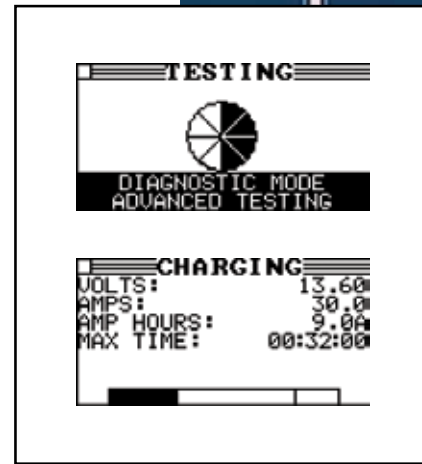 TESTING
DIAGNOSTIC MODE
ADVANCED TESTING
CHARGING
VOLTS: 13.60
AMPS: 30.0
AMP HOURS: 9.0A
MAX TIME: 00:32:00